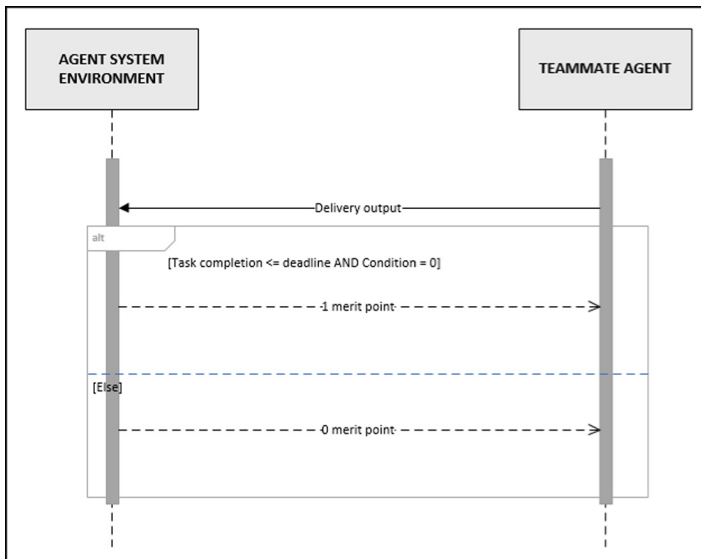 AGENT SYSTEM
ENVIRONMENT
TEAMMATE AGENT
Delivery output
alt
[Task completion <= deadline AND Condition = 0]
1 merit point
[Else]
0 merit point